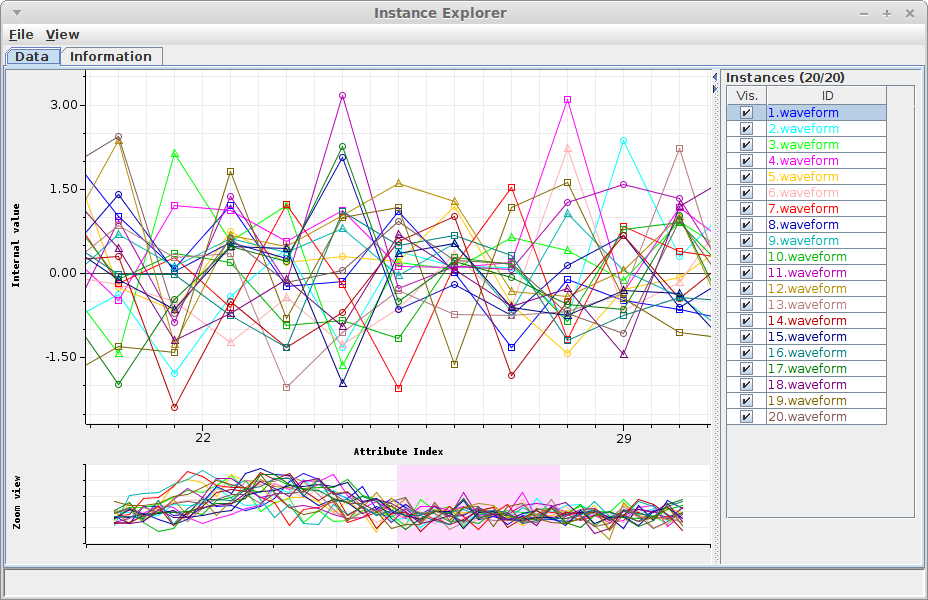 Instance Explorer
File View
Data Information
Instances (20/20)
Vis. ID
1.waveform
2.waveform
3.waveform
4.waveform
5.waveform
6.waveform
7.waveform
8.waveform
9.waveform
10.waveform
11.waveform
12.waveform
13.waveform
14.waveform
15.waveform
16.waveform
17.waveform
18.waveform
19.waveform
20.waveform
Internal value
3.00
1.50
0.00
-1.50
22 29
Attribute Index
Zoom view